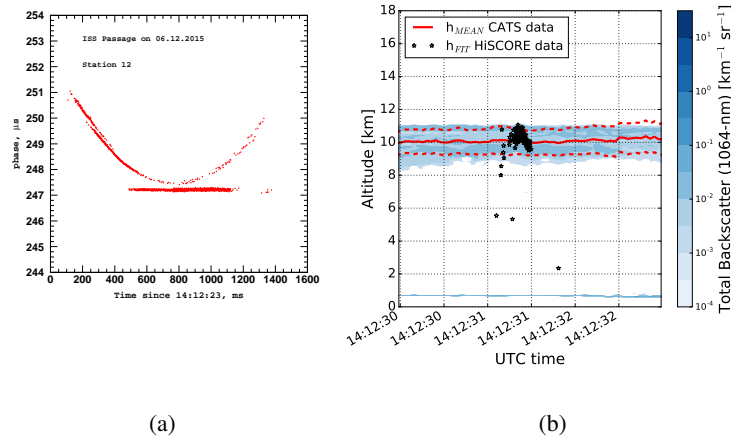 254
253
252
251
250
249
248
247
246
245
244
phase, µs
ISS Passage on 06.12.2015
Station 12
0 200 400 600 800 1000 1200 1400 1600
Time since 14:12:23, ms
(a)
18
16
14
12
10
8
6
4
2
0
Altitude [km]
h_MEAN CATS data
h_FIT HiSCORE data
14:12:30 14:12:30 14:12:31 14:12:31 14:12:32 14:12:32
UTC time
10^1
10^0
10^-1
10^-2
10^-3
10^-4
Total Backscatter (1064-nm) [km^-1 sr^-1]
(b)